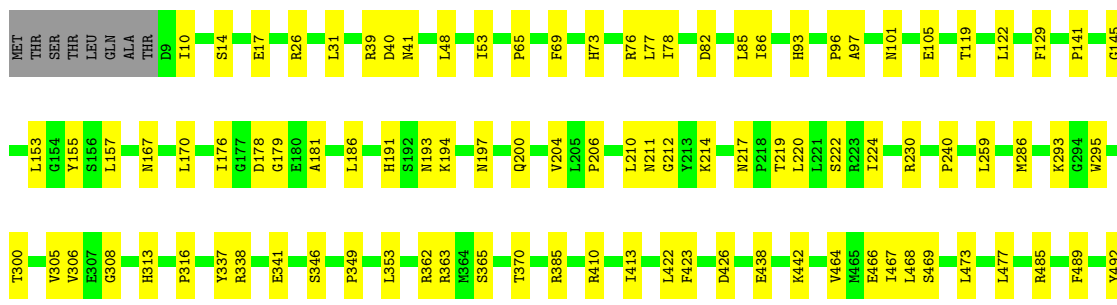 MET THR SER THR LEU GLN ALA THR D9 I10 S14 E17 R26 L31 R39 D40 N41 L48 I53 P65 F69 H73 R76 L77 I78 D82 L85 I86 H93 P96 A97 N101 E105 T119 L122 F129 P141 G145
L153 G154 Y155 S156 L157 N167 L170 I176 G177 D178 G179 E180 A181 L186 H191 S192 N193 K194 N197 Q200 V204 L205 P206 L210 N211 G212 Y213 K214 N217 P218 T219 L220 L221 S222 R223 I224 R230 P240 L259 M286 K293 G294 W295
T300 V305 V306 E307 G308 H313 P316 Y337 R338 E341 S346 P349 L353 R362 R363 M364 S365 T370 R385 R410 I413 L422 F423 D426 E438 K442 V464 M465 E466 I467 L468 S469 L473 L477 R485 F489 Y492